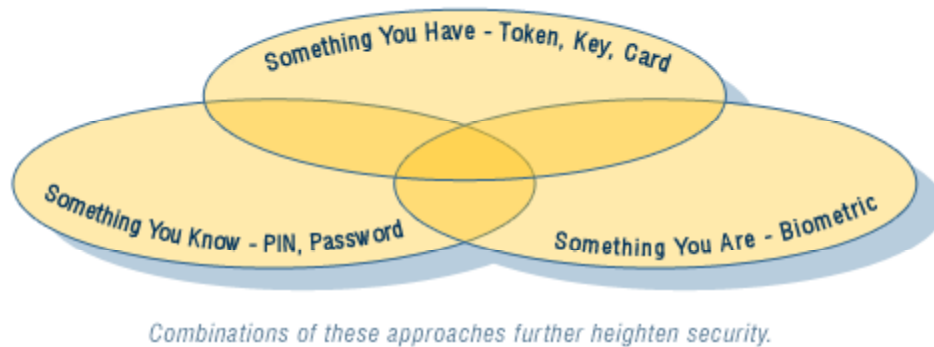 Something You Have - Token, Key, Card
Something You Know - PIN, Password
Something You Are - Biometric
Combinations of these approaches further heighten security.